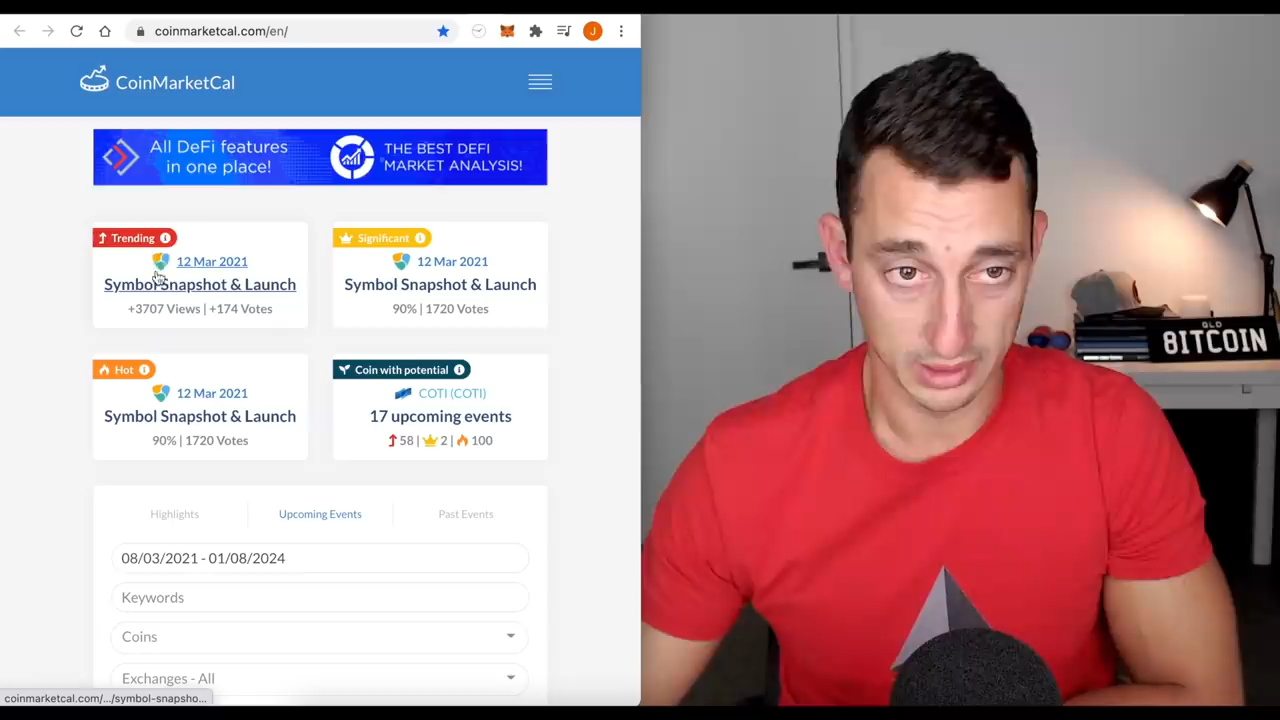 coinmarketcal.com/en/
J
CoinMarketCal
All DeFi features
in one place!
THE BEST DEFI
MARKET ANALYSIS!
Trending
12 Mar 2021
Symbol Snapshot & Launch
+3707 Views | +174 Votes
Significant
12 Mar 2021
Symbol Snapshot & Launch
90% | 1720 Votes
Hot
12 Mar 2021
Symbol Snapshot & Launch
90% | 1720 Votes
Coin with potential
COTI (COTI)
17 upcoming events
58 | 2 | 100
Highlights
Upcoming Events
Past Events
08/03/2021 - 01/08/2024
Keywords
Coins
Exchanges - All
coinmarketcal.com/.../symbol-snapsho...
QLD
BITCOIN